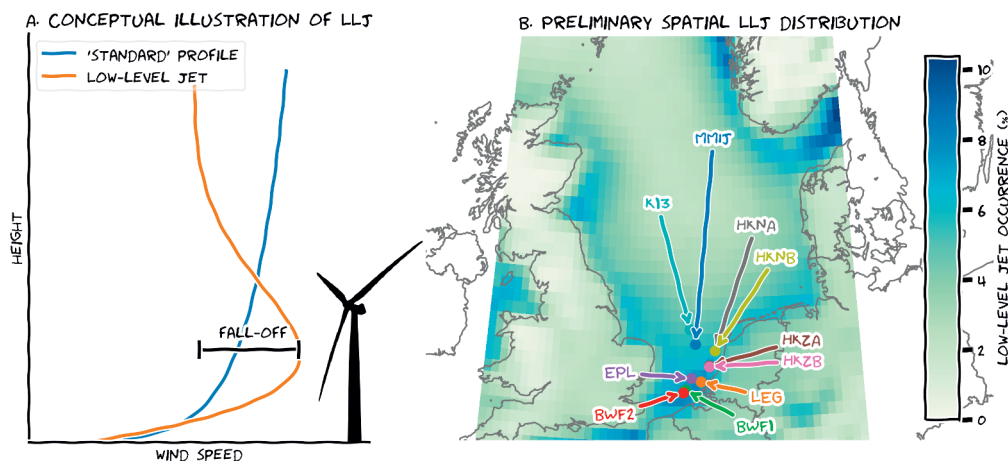 A. CONCEPTUAL ILLUSTRATION OF LLJ
'STANDARD' PROFILE
LOW-LEVEL JET
HEIGHT
FALL-OFF
WIND SPEED
B. PRELIMINARY SPATIAL LLJ DISTRIBUTION
MMIJ
K13
HKNA
HKNB
HKZA
HKZB
EPL
LEG
BWF2
BWF1
10
8
6
4
2
0
LOW-LEVEL JET OCCURRENCE (%)